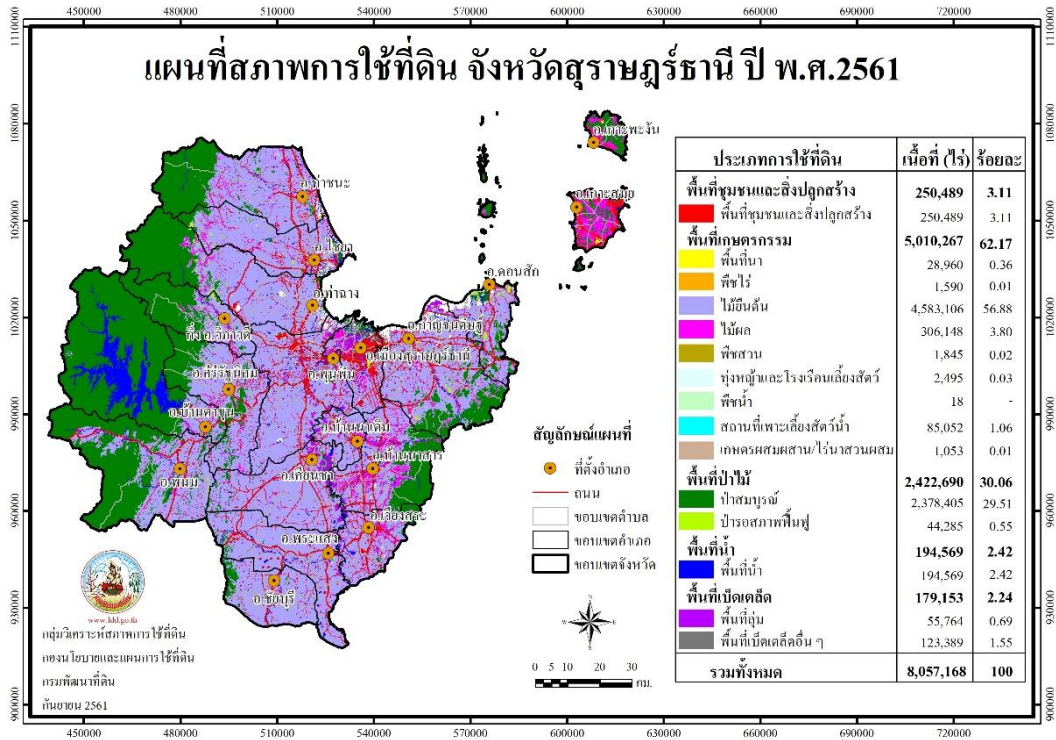 450000 480000 510000 540000 570000 600000 630000 660000 690000 720000
1110000 1110000
แผนที่สภาพการใช้ที่ดิน จังหวัดสุราษฎร์ธานี ปี พ.ศ.2561
1080000 1080000
1050000 1050000
1020000 1020000
990000 990000
960000 960000
930000 930000
900000 900000
อ.เกาะพะงัน
อ.เกาะสมุย
อ.ท่าชนะ
อ.ไชยา
อ.ดอนสัก
อ.ท่าฉาง
อ.กาญจนดิษฐ์
กิ่ง อ.วิภาวดี
อ.เมืองสุราษฎร์ธานี
อ.พุนพิน
อ.คีรีรัฐนิคม
อ.บ้านตาขุน
อ.บ้านนาเดิม
อ.บ้านนาสาร
อ.เคียนซา
อ.พนม
อ.เวียงสระ
อ.พระแสง
อ.ชัยบุรี
ประเภทการใช้ที่ดิน เนื้อที่ (ไร่) ร้อยละ
พื้นที่ชุมชนและสิ่งปลูกสร้าง 250,489 3.11
พื้นที่ชุมชนและสิ่งปลูกสร้าง 250,489 3.11
พื้นที่เกษตรกรรม 5,010,267 62.17
พื้นที่นา 28,960 0.36
พืชไร่ 1,590 0.01
ไม้ยืนต้น 4,583,106 56.88
ไม้ผล 306,148 3.80
พืชสวน 1,845 0.02
ทุ่งหญ้าและโรงเรือนเลี้ยงสัตว์ 2,495 0.03
พืชน้ำ 18 -
สถานที่เพาะเลี้ยงสัตว์น้ำ 85,052 1.06
เกษตรผสมผสาน/ไร่นาสวนผสม 1,053 0.01
พื้นที่ป่าไม้ 2,422,690 30.06
ป่าสมบูรณ์ 2,378,405 29.51
ป่ารอสภาพฟื้นฟู 44,285 0.55
พื้นที่น้ำ 194,569 2.42
พื้นที่น้ำ 194,569 2.42
พื้นที่เบ็ดเตล็ด 179,153 2.24
พื้นที่ลุ่ม 55,764 0.69
พื้นที่เบ็ดเตล็ดอื่น ๆ 123,389 1.55
รวมทั้งหมด 8,057,168 100
สัญลักษณ์แผนที่
ที่ตั้งอำเภอ
ถนน
ขอบเขตตำบล
ขอบเขตอำเภอ
ขอบเขตจังหวัด
0 5 10 20 30
กม.
www.ldd.go.th
กลุ่มวิเคราะห์สภาพการใช้ที่ดิน
กองนโยบายและแผนการใช้ที่ดิน
กรมพัฒนาที่ดิน
กันยายน 2561
450000 480000 510000 540000 570000 600000 630000 660000 690000 720000